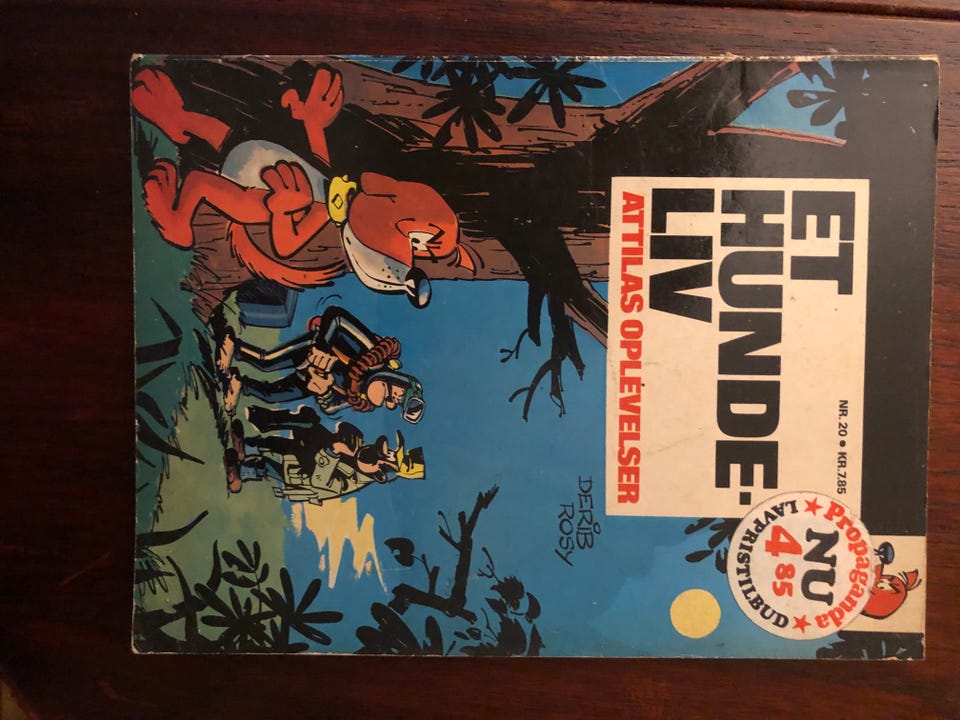 NR. 20 • KR. 7,85
ET
HUNDE-
LIV
ATTILAS OPLEVELSER
Propaganda
NU
4 85
LAVPRISTILBUD
DERIB
ROSY